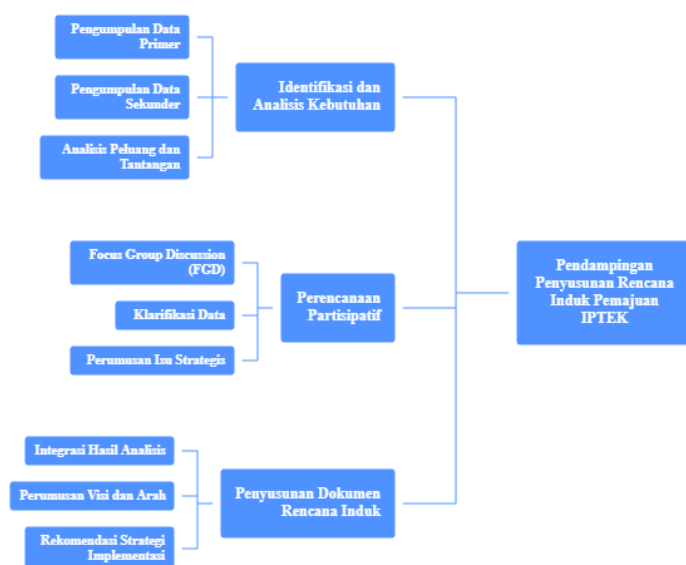 Pengumpulan Data
Primer
Pengumpulan Data
Sekunder
Analisis Peluang dan
Tantangan
Identifikasi dan
Analisis Kebutuhan
Focus Group Discussion
(FGD)
Klarifikasi Data
Perumusan Isu Strategis
Perencanaan
Partisipatif
Pendampingan
Penyusunan Rencana
Induk Pemajuan
IPTEK
Integrasi Hasil Analisis
Perumusan Visi dan Arah
Rekomendasi Strategi
Implementasi
Penyusunan Dokumen
Rencana Induk